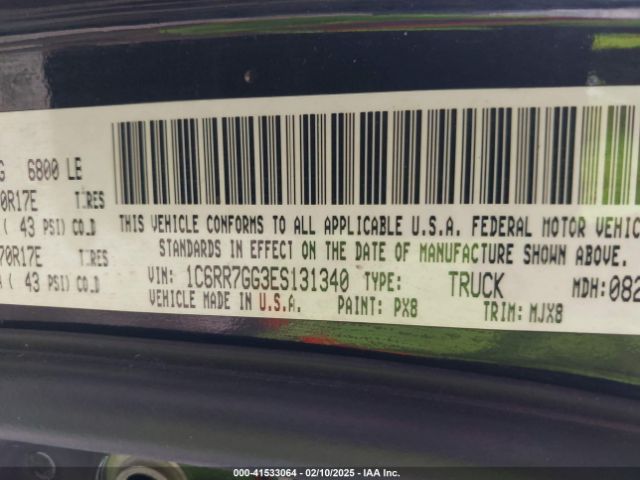 G 6800 LE
70R17E TIRES
( 43 PSI) COLD
70R17E TIRES
( 43 PSI) COLD
THIS VEHICLE CONFORMS TO ALL APPLICABLE U.S.A. FEDERAL MOTOR VEHIC
STANDARDS IN EFFECT ON THE DATE OF MANUFACTURE SHOWN ABOVE.
VIN: 1C6RR7GG3ES131340 TYPE: TRUCK MDH: 082
VEHICLE MADE IN U.S.A. PAINT: PX8 TRIM: MJX8
000-41533064 - 02/10/2025 - IAA Inc.